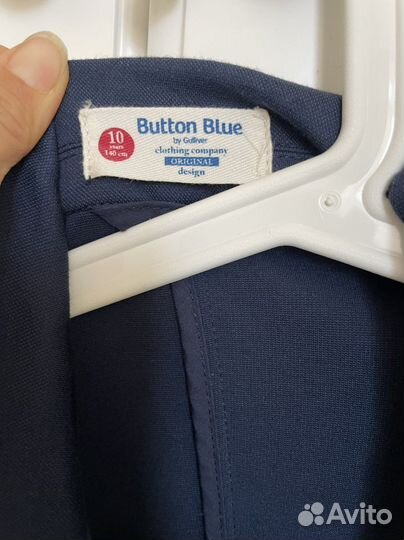 10
years
140 cm
Button Blue
by Gulliver
clothing company
ORIGINAL
design
Avito